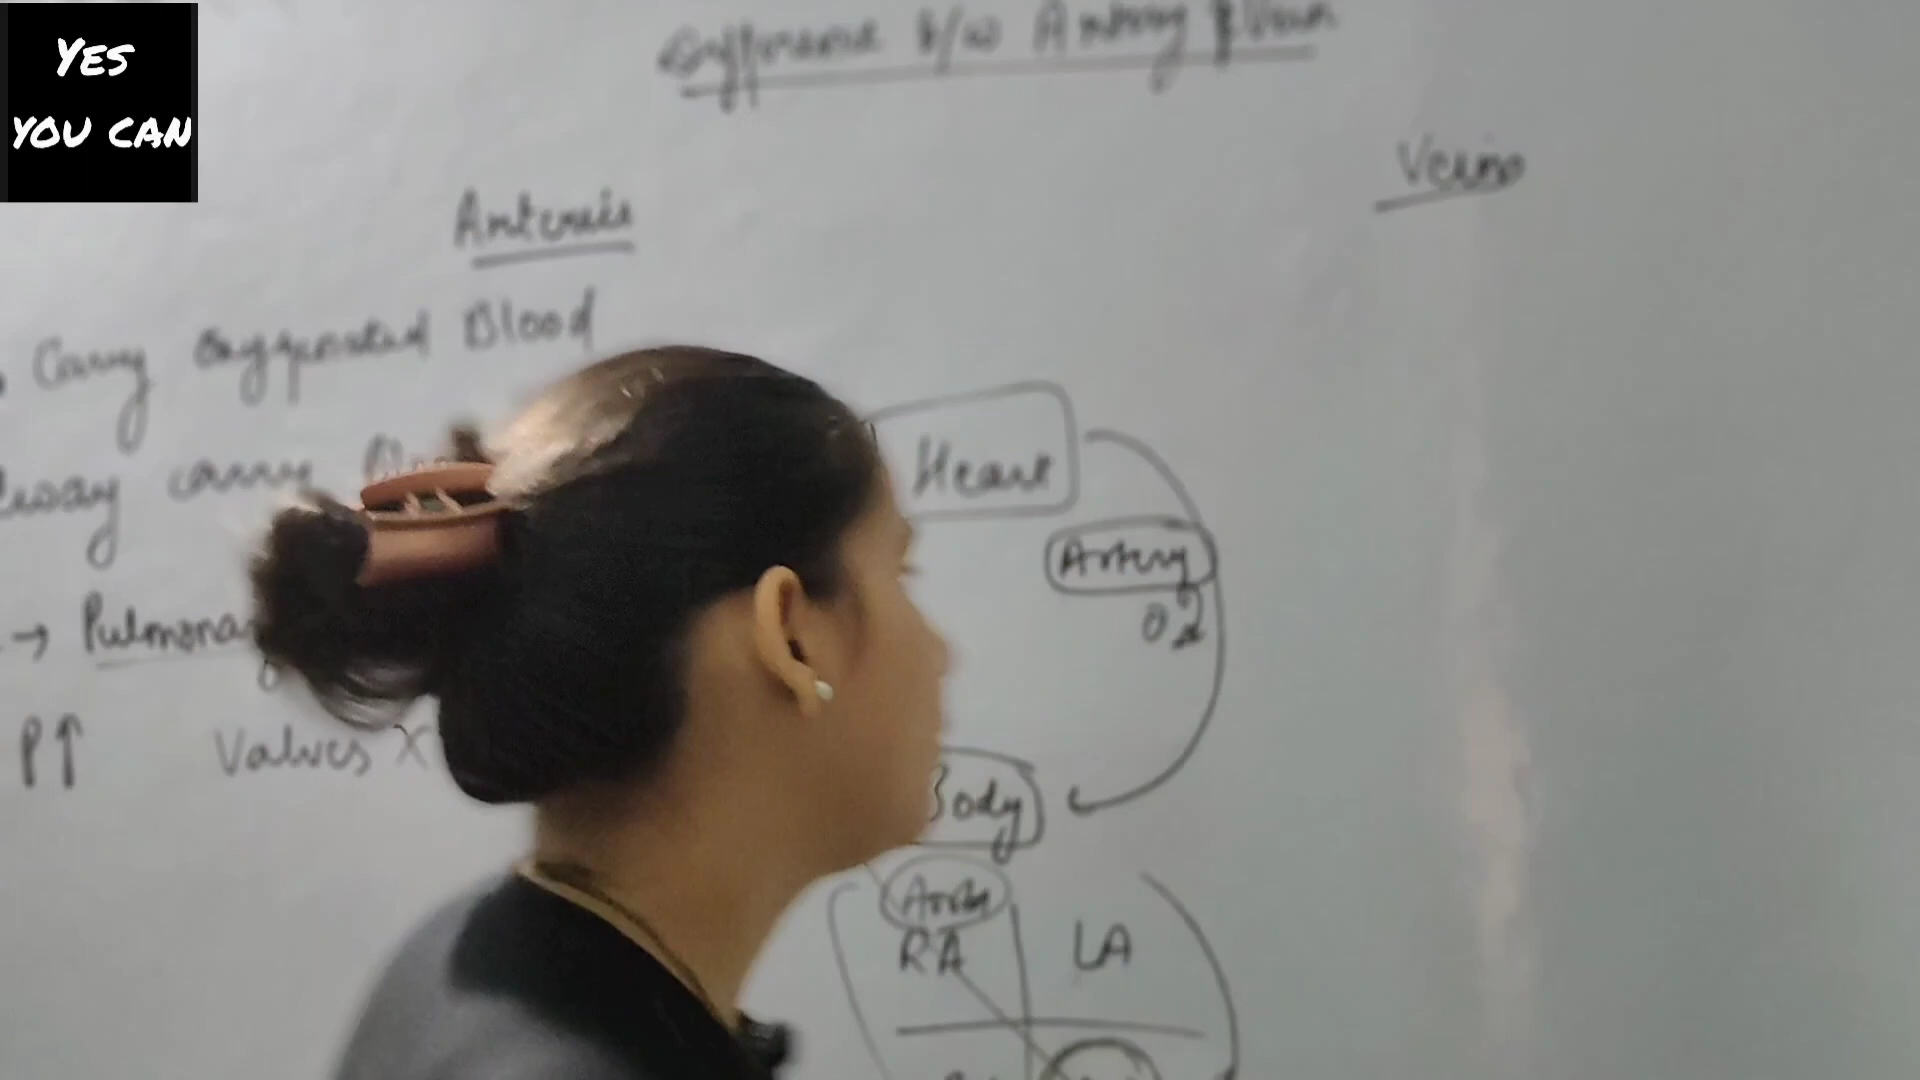 YES
YOU CAN
Difference b/w Artery & Vein
Arteries
Veins
Carry Oxygenated Blood
carry
Heart
Artery
O2
→ Pulmonary
P↑ Valves X
Body
Aorta
RA LA